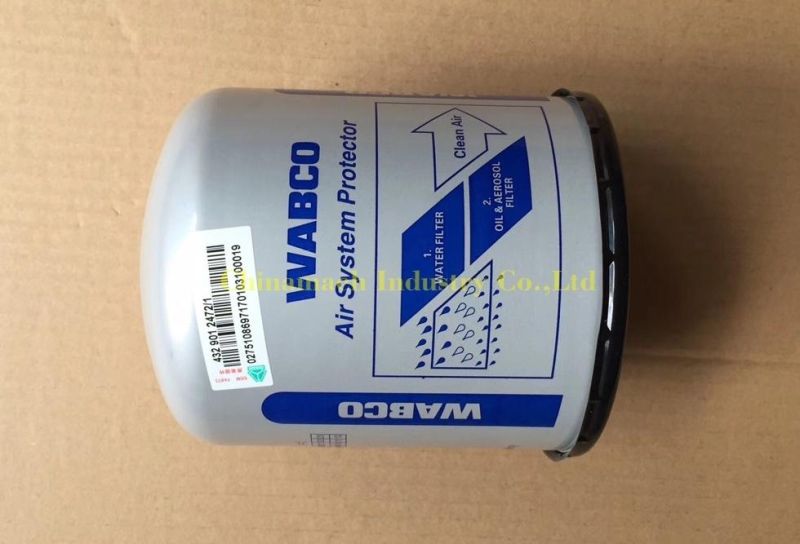 WABCO
Air System Protector
Clean Air
1.
WATER FILTER
2.
OIL & AEROSOL
FILTER
WABCO
432 901 2472/1
027510869717010310019
Chinamach Industry Co.,Ltd